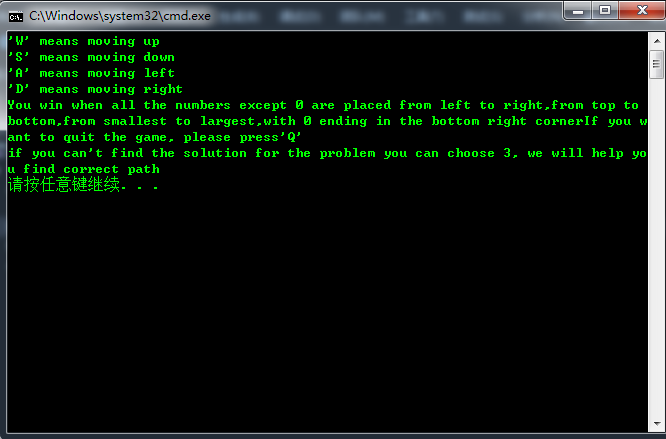 C:\Windows\system32\cmd.exe
'W' means moving up
'S' means moving down
'A' means moving left
'D' means moving right
You win when all the numbers except 0 are placed from left to right,from top to
bottom,from smallest to largest,with 0 ending in the bottom right cornerIf you w
ant to quit the game, please press'Q'
if you can't find the solution for the problem you can choose 3, we will help yo
u find correct path
请按任意键继续. . .